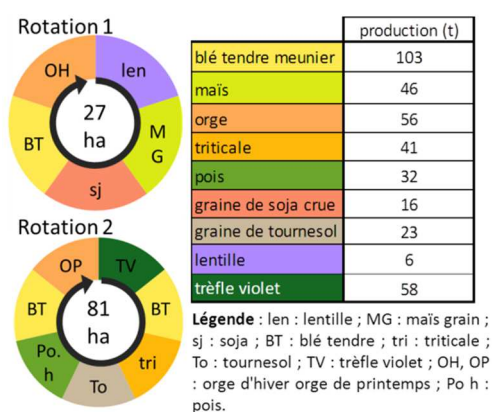 Rotation 1
OH
len
27
ha
BT
M
G
sj
Rotation 2
OP
TV
BT
81
ha
BT
Po.
h
tri
To
production (t)
blé tendre meunier 103
maïs 46
orge 56
triticale 41
pois 32
graine de soja crue 16
graine de tournesol 23
lentille 6
trèfle violet 58
Légende : len : lentille ; MG : maïs grain ;
sj : soja ; BT : blé tendre ; tri : triticale ;
To : tournesol ; TV : trèfle violet ; OH, OP
: orge d'hiver orge de printemps ; Po h :
pois.